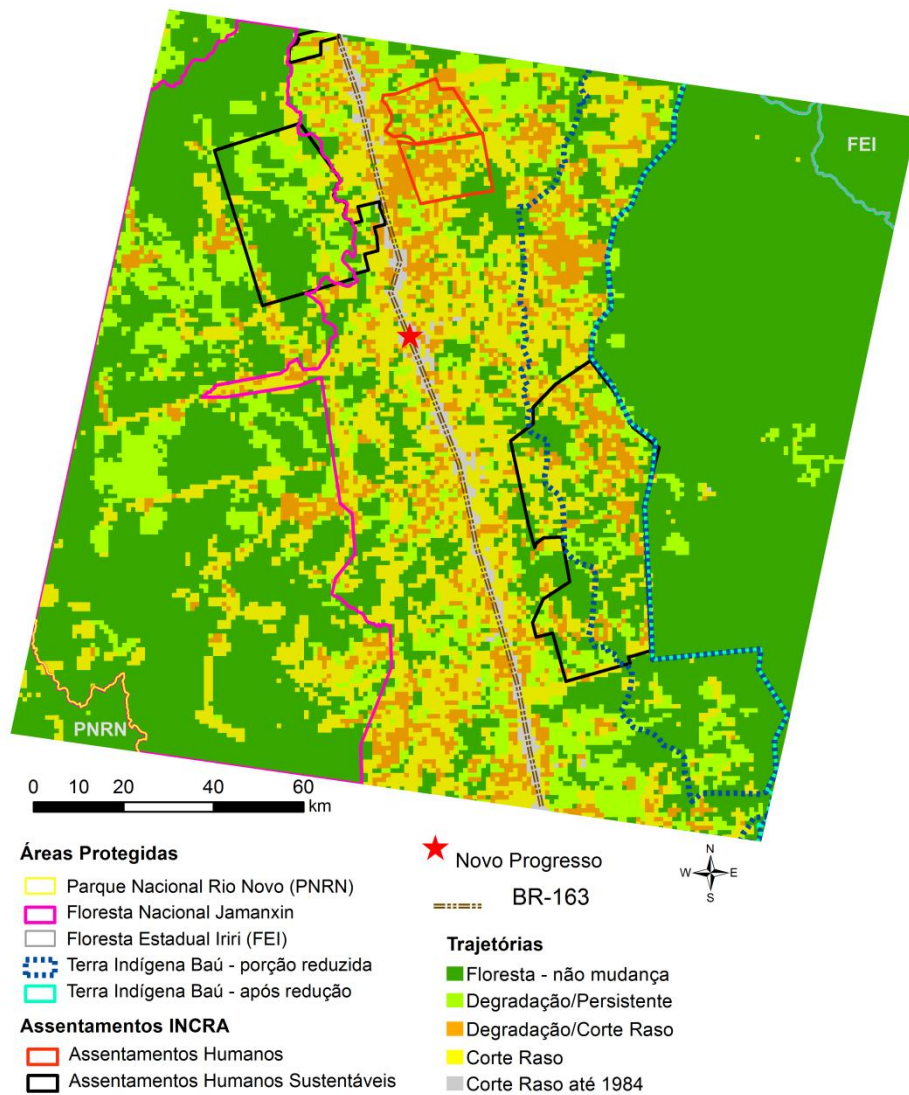 FEI
PNRN
0 10 20 40 60
km
Áreas Protegidas
Parque Nacional Rio Novo (PNRN)
Floresta Nacional Jamanxin
Floresta Estadual Iriri (FEI)
Terra Indígena Baú - porção reduzida
Terra Indígena Baú - após redução
Assentamentos INCRA
Assentamentos Humanos
Assentamentos Humanos Sustentáveis
Novo Progresso
BR-163
N
W E
S
Trajetórias
Floresta - não mudança
Degradação/Persistente
Degradação/Corte Raso
Corte Raso
Corte Raso até 1984